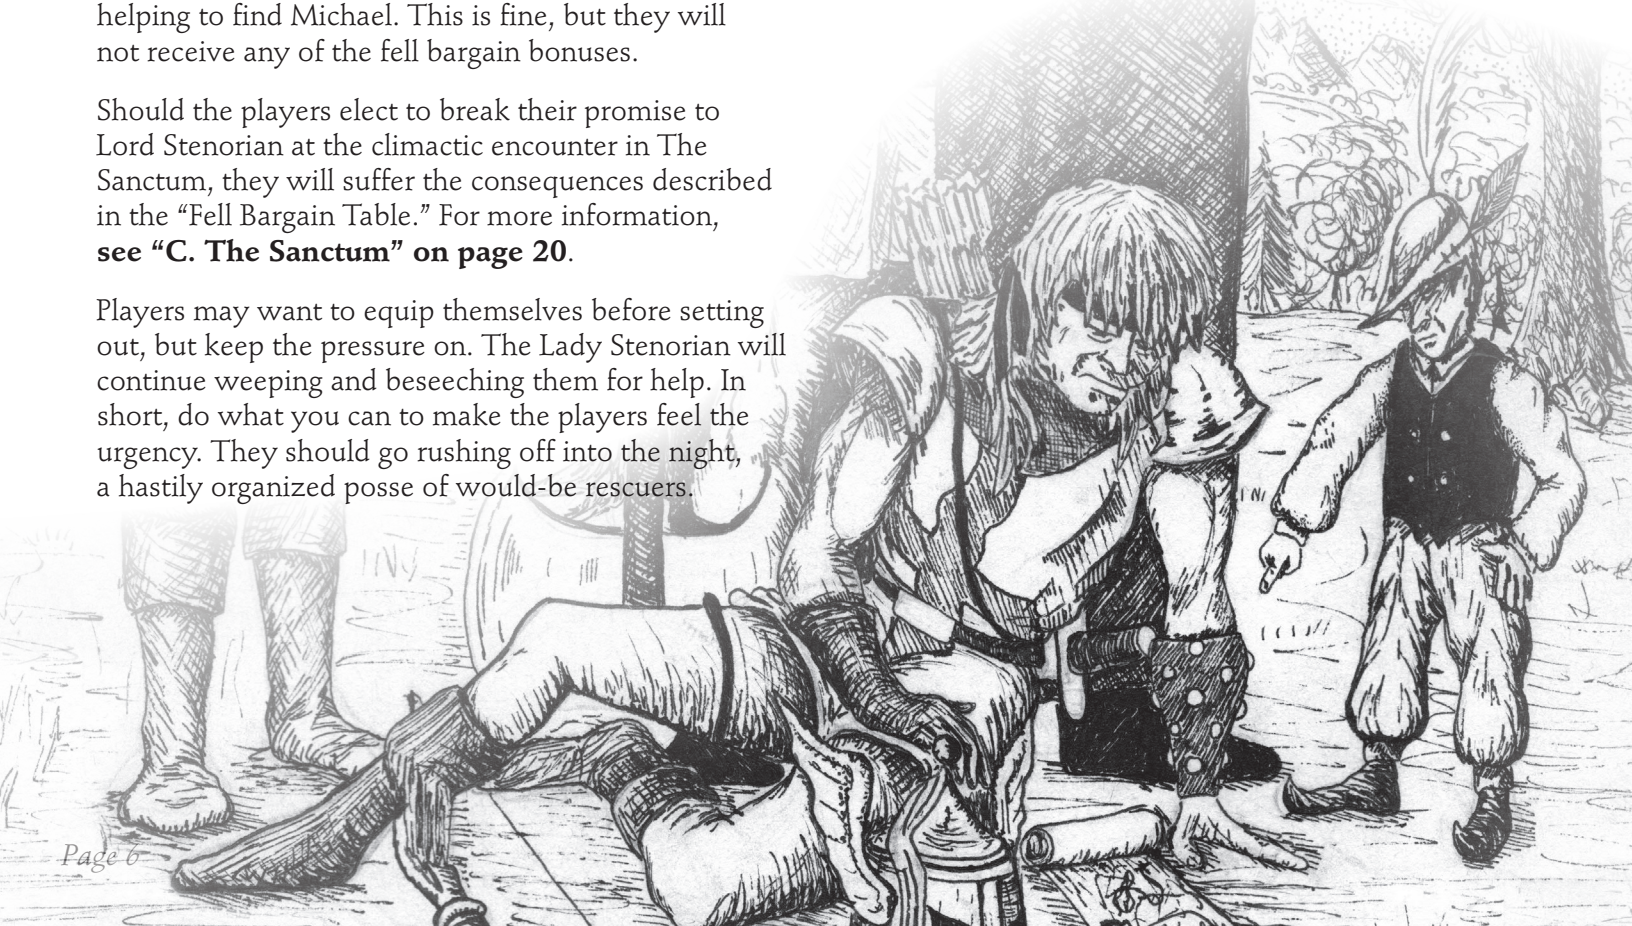 helping to find Michael. This is fine, but they will
not receive any of the fell bargain bonuses.
Should the players elect to break their promise to
Lord Stenorian at the climactic encounter in The
Sanctum, they will suffer the consequences described
in the “Fell Bargain Table.” For more information,
see “C. The Sanctum” on page 20.
Players may want to equip themselves before setting
out, but keep the pressure on. The Lady Stenorian will
continue weeping and beseeching them for help. In
short, do what you can to make the players feel the
urgency. They should go rushing off into the night,
a hastily organized posse of would-be rescuers.
Page 6